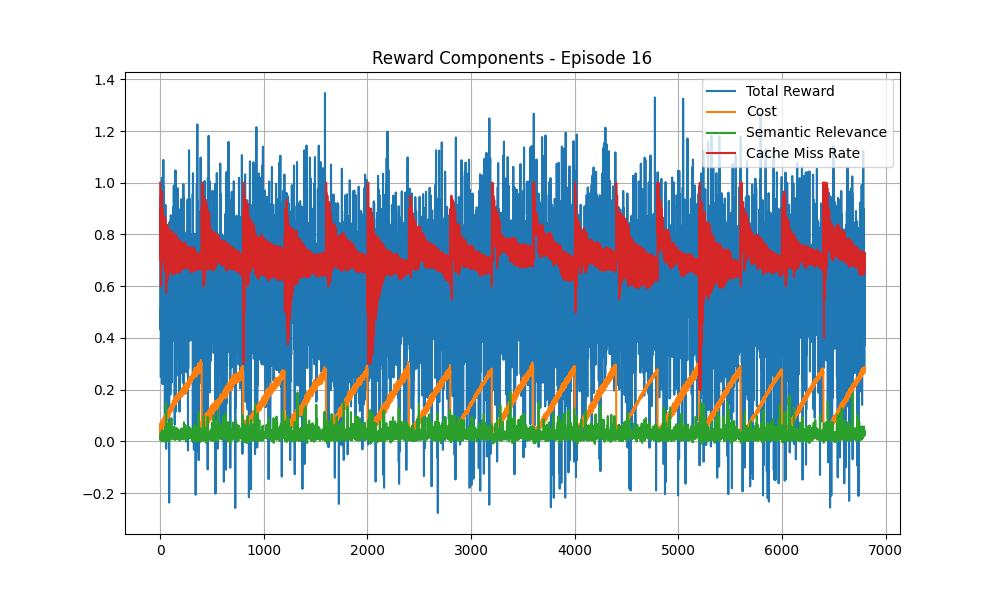 Reward Components - Episode 16
Total Reward
Cost
Semantic Relevance
Cache Miss Rate
1.4
1.2
1.0
0.8
0.6
0.4
0.2
0.0
−0.2
0 1000 2000 3000 4000 5000 6000 7000